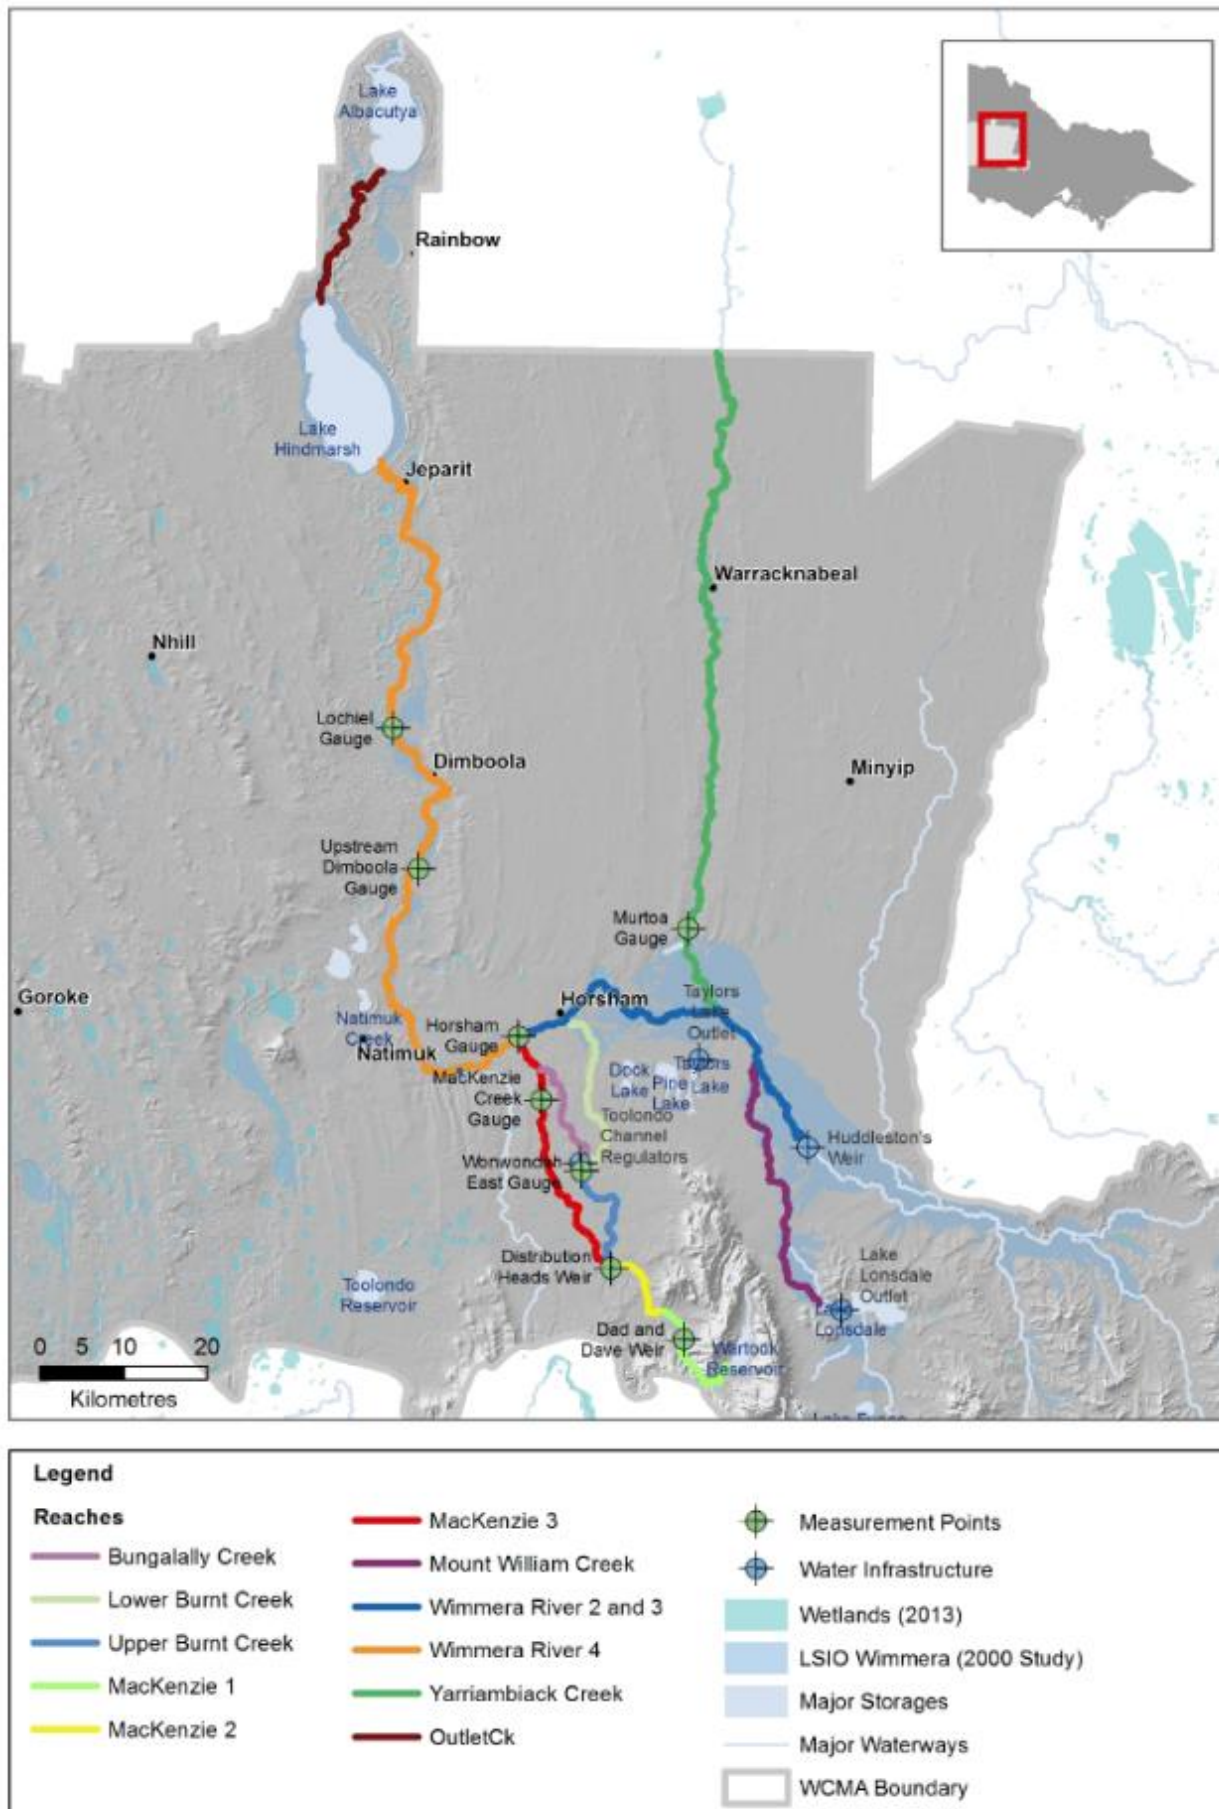 Lake
Albacutya
Rainbow
Lake
Hindmarsh
Jeparit
Warracknabeal
Nhill
Lochiel
Gauge
Dimboola
Minyip
Upstream
Dimboola
Gauge
Murtoa
Gauge
Goroke
Natimuk
Creek
Natimuk
Horsham
Gauge
Horsham
Taylors
Lake
Outlet
Taylors
Lake
Dock
Lake
Pine
Lake
MacKenzie
Creek
Gauge
Toolondo
Channel
Regulators
Huddleston's
Weir
Wonwondah
East Gauge
Distribution
Heads Weir
Toolondo
Reservoir
Lake
Lonsdale
Outlet
Lake
Lonsdale
Dad and
Dave Weir
Wartook
Reservoir
0 5 10 20
Kilometres
Legend
Reaches
Bungalally Creek
Lower Burnt Creek
Upper Burnt Creek
MacKenzie 1
MacKenzie 2
MacKenzie 3
Mount William Creek
Wimmera River 2 and 3
Wimmera River 4
Yarriambiack Creek
OutletCk
Measurement Points
Water Infrastructure
Wetlands (2013)
LSIO Wimmera (2000 Study)
Major Storages
Major Waterways
WCMA Boundary